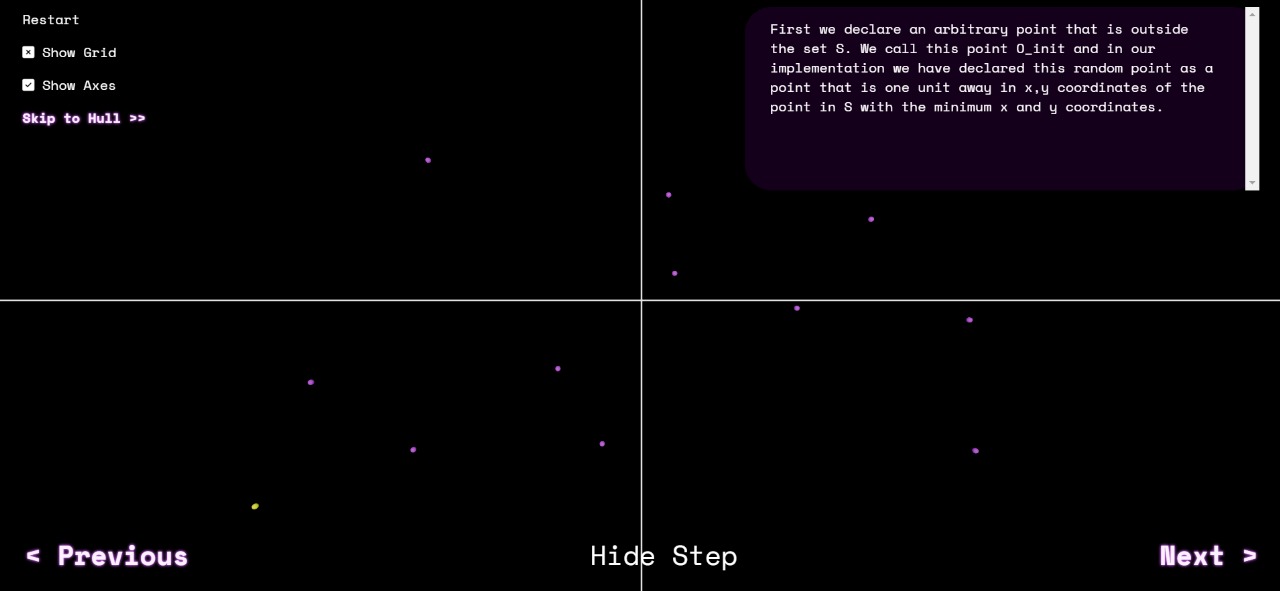 Restart
Show Grid
Show Axes
Skip to Hull >>
First we declare an arbitrary point that is outside
the set S. We call this point O_init and in our
implementation we have declared this random point as a
point that is one unit away in x,y coordinates of the
point in S with the minimum x and y coordinates.
< Previous
Hide Step
Next >